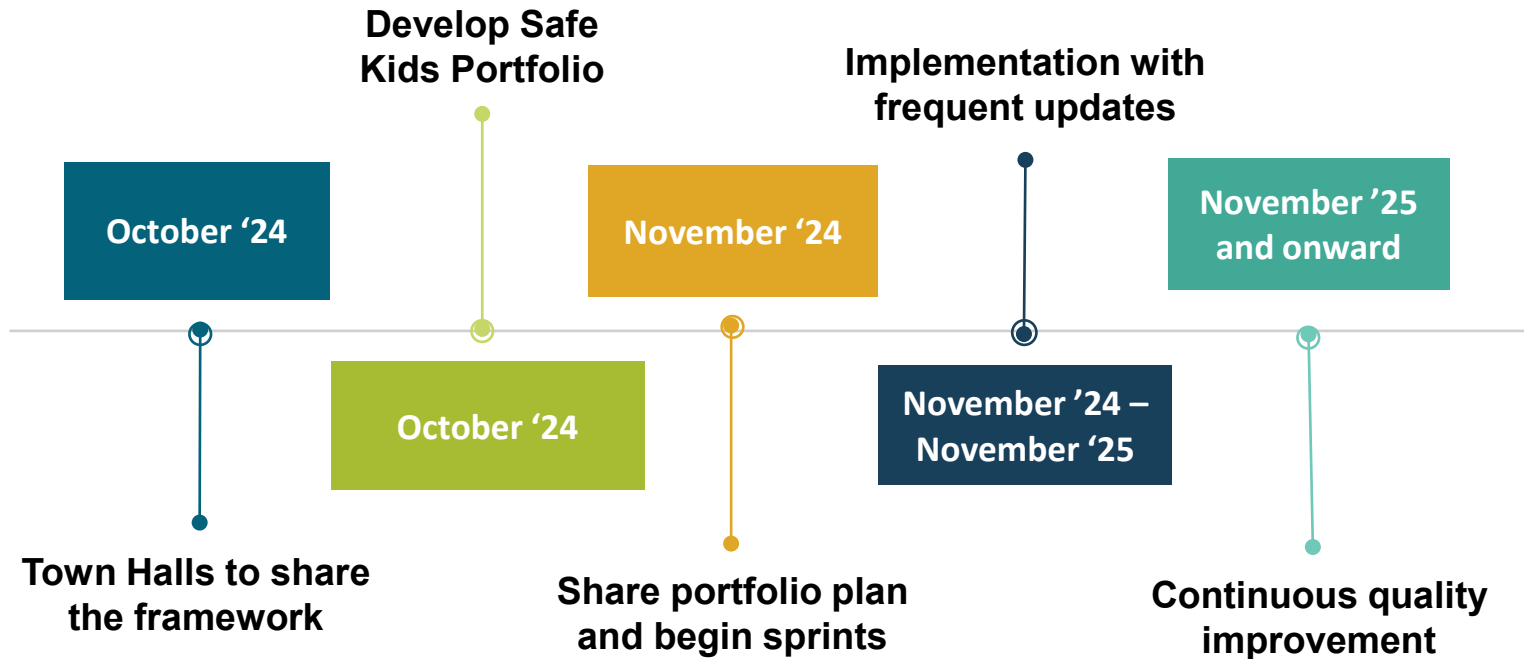 Develop Safe
Kids Portfolio
Implementation with
frequent updates
October ‘24
November ‘24
November ’25
and onward
October ‘24
November ’24 –
November ’25
Town Halls to share
the framework
Share portfolio plan
and begin sprints
Continuous quality
improvement